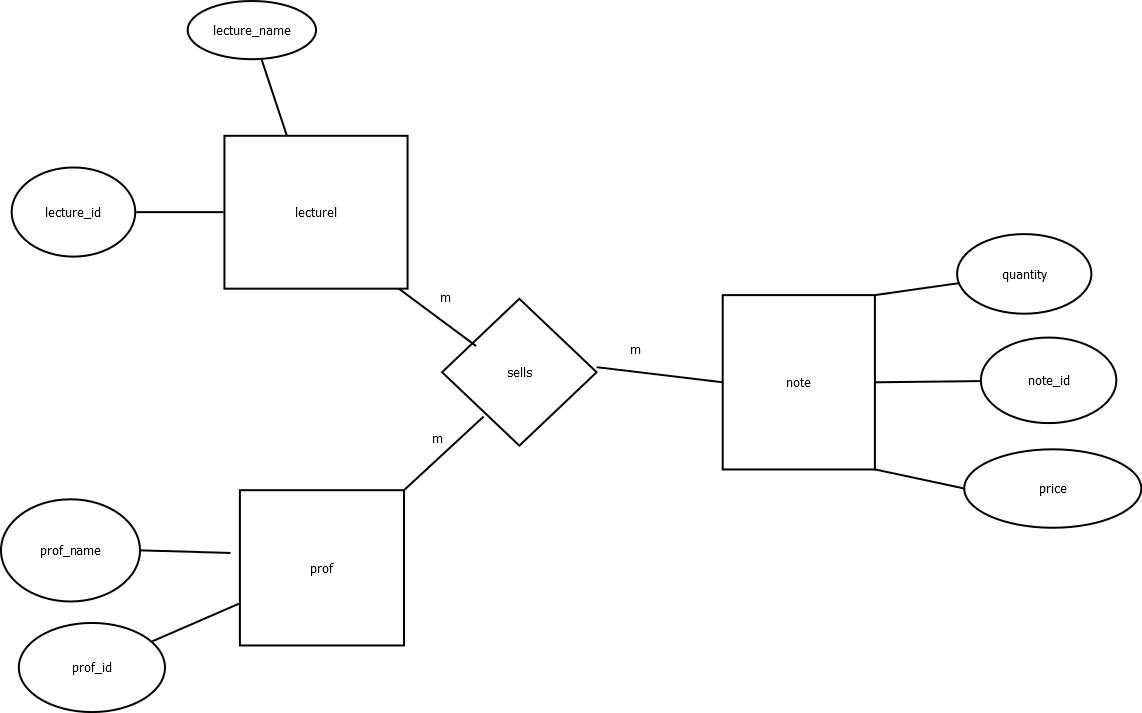 lecture_name
lecture_id
lecturel
quantity
m
m
sells
note
note_id
m
price
prof_name
prof
prof_id